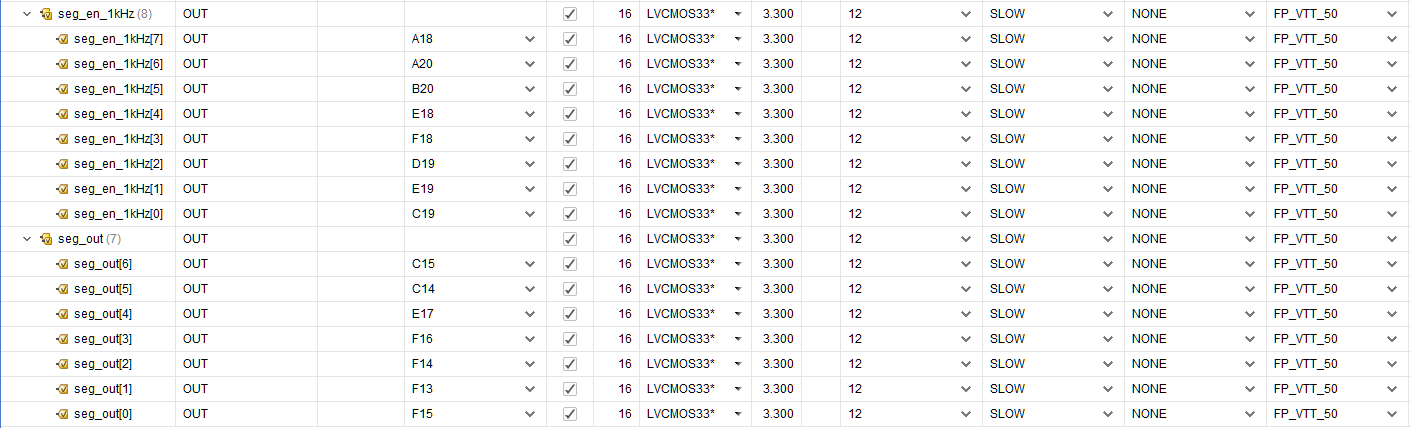 seg_en_1kHz (8) OUT 16 LVCMOS33* 3.300 12 SLOW NONE FP_VTT_50
seg_en_1kHz[7] OUT A18 16 LVCMOS33* 3.300 12 SLOW NONE FP_VTT_50
seg_en_1kHz[6] OUT A20 16 LVCMOS33* 3.300 12 SLOW NONE FP_VTT_50
seg_en_1kHz[5] OUT B20 16 LVCMOS33* 3.300 12 SLOW NONE FP_VTT_50
seg_en_1kHz[4] OUT E18 16 LVCMOS33* 3.300 12 SLOW NONE FP_VTT_50
seg_en_1kHz[3] OUT F18 16 LVCMOS33* 3.300 12 SLOW NONE FP_VTT_50
seg_en_1kHz[2] OUT D19 16 LVCMOS33* 3.300 12 SLOW NONE FP_VTT_50
seg_en_1kHz[1] OUT E19 16 LVCMOS33* 3.300 12 SLOW NONE FP_VTT_50
seg_en_1kHz[0] OUT C19 16 LVCMOS33* 3.300 12 SLOW NONE FP_VTT_50
seg_out (7) OUT 16 LVCMOS33* 3.300 12 SLOW NONE FP_VTT_50
seg_out[6] OUT C15 16 LVCMOS33* 3.300 12 SLOW NONE FP_VTT_50
seg_out[5] OUT C14 16 LVCMOS33* 3.300 12 SLOW NONE FP_VTT_50
seg_out[4] OUT E17 16 LVCMOS33* 3.300 12 SLOW NONE FP_VTT_50
seg_out[3] OUT F16 16 LVCMOS33* 3.300 12 SLOW NONE FP_VTT_50
seg_out[2] OUT F14 16 LVCMOS33* 3.300 12 SLOW NONE FP_VTT_50
seg_out[1] OUT F13 16 LVCMOS33* 3.300 12 SLOW NONE FP_VTT_50
seg_out[0] OUT F15 16 LVCMOS33* 3.300 12 SLOW NONE FP_VTT_50